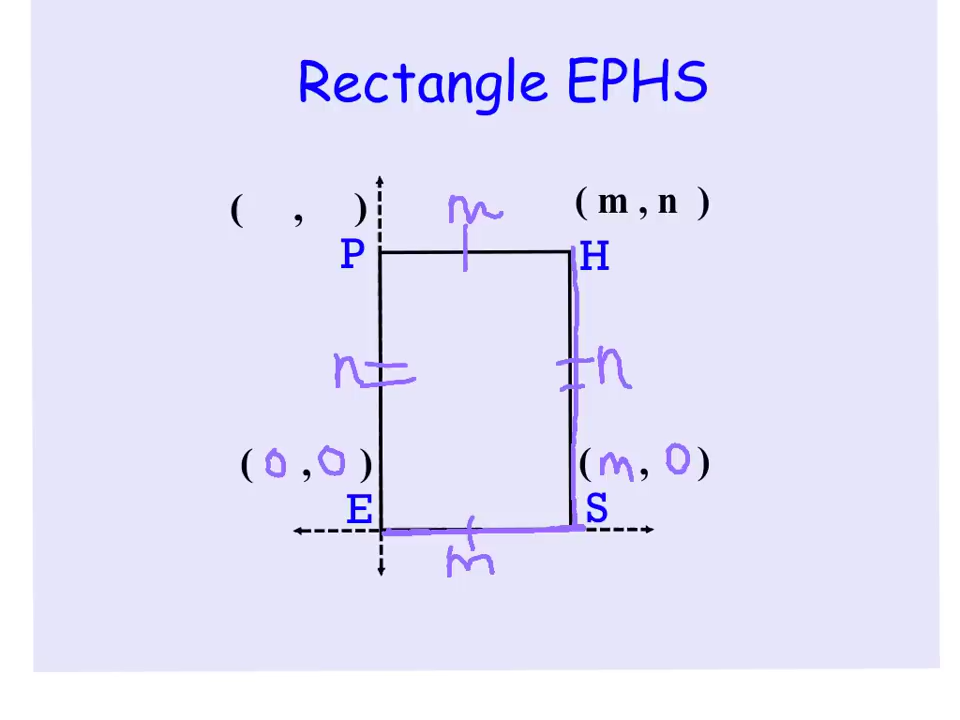 Rectangle EPHS
( , ) m ( m , n )
P H
n n
( 0 , 0 ) ( m , 0 )
E S
m